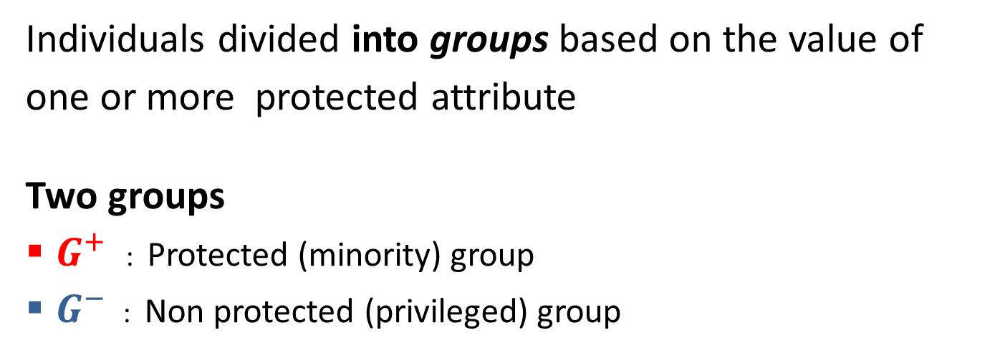 Individuals divided into groups based on the value of
one or more  protected attribute
Two groups
▪ G⁺ : Protected (minority) group
▪ G⁻ : Non protected (privileged) group